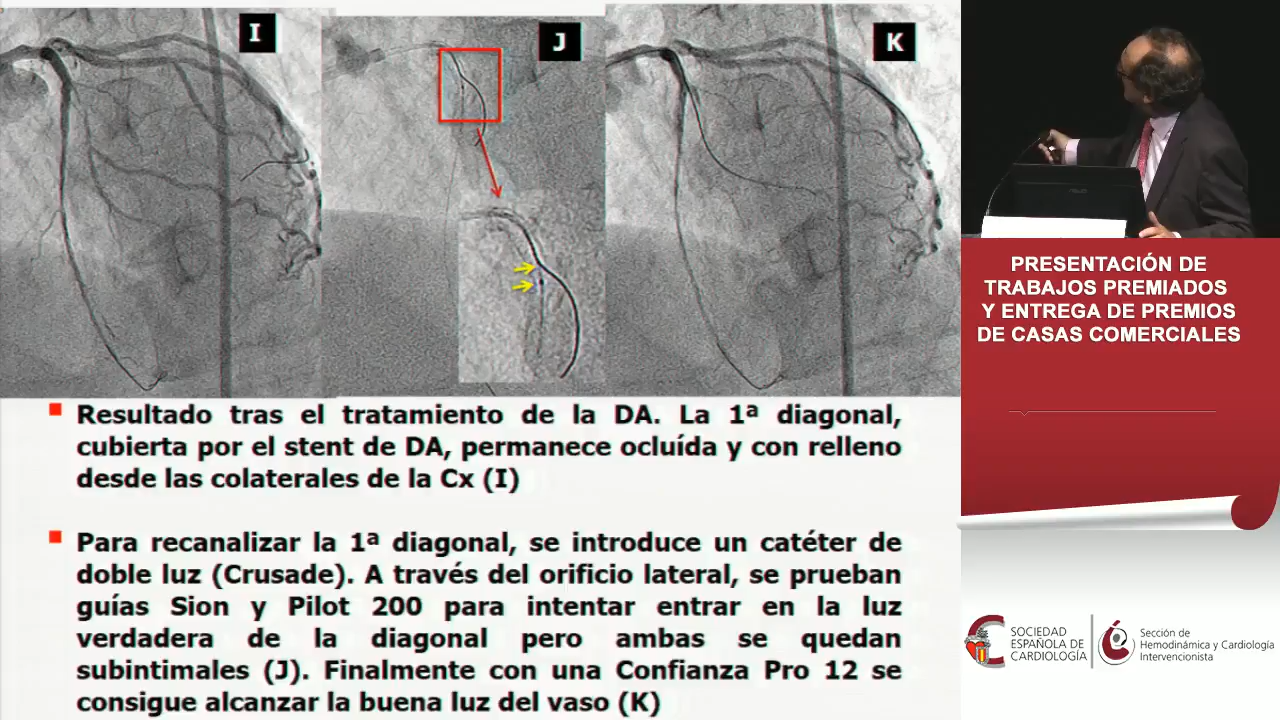 I
J
K
Resultado tras el tratamiento de la DA. La 1ª diagonal,
cubierta por el stent de DA, permanece ocluída y con relleno
desde las colaterales de la Cx (I)
Para recanalizar la 1ª diagonal, se introduce un catéter de
doble luz (Crusade). A través del orificio lateral, se prueban
guías Sion y Pilot 200 para intentar entrar en la luz
verdadera de la diagonal pero ambas se quedan
subintimales (J). Finalmente con una Confianza Pro 12 se
consigue alcanzar la buena luz del vaso (K)
PRESENTACIÓN DE
TRABAJOS PREMIADOS
Y ENTREGA DE PREMIOS
DE CASAS COMERCIALES
SOCIEDAD
ESPAÑOLA DE
CARDIOLOGÍA
Sección de
Hemodinámica y Cardiología
Intervencionista